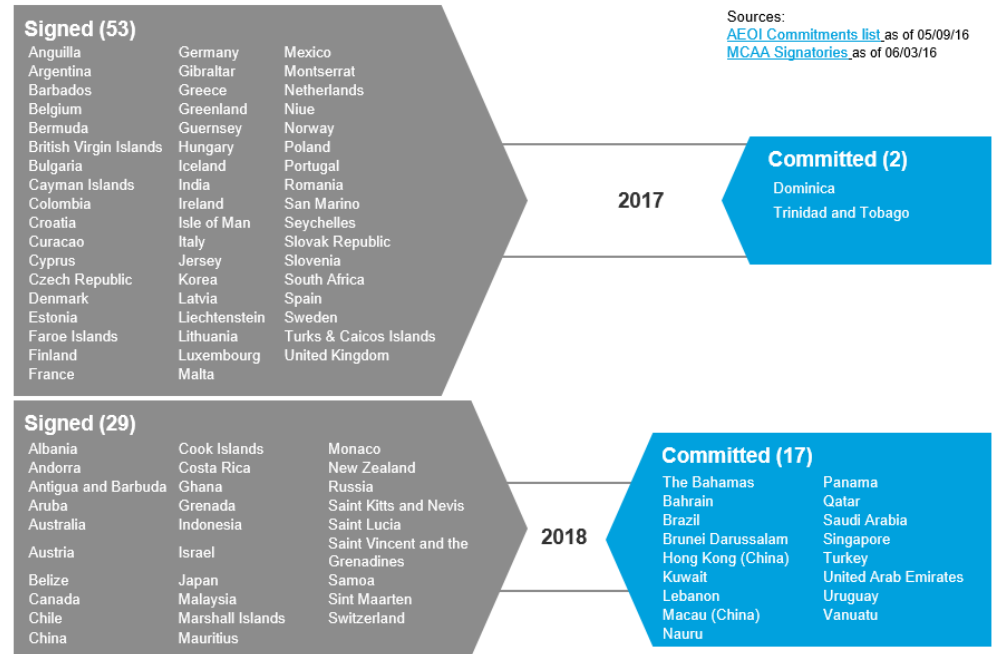 Signed (53)
Anguilla Germany Mexico
Argentina Gibraltar Montserrat
Barbados Greece Netherlands
Belgium Greenland Niue
Bermuda Guernsey Norway
British Virgin Islands Hungary Poland
Bulgaria Iceland Portugal
Cayman Islands India Romania
Colombia Ireland San Marino
Croatia Isle of Man Seychelles
Curacao Italy Slovak Republic
Cyprus Jersey Slovenia
Czech Republic Korea South Africa
Denmark Latvia Spain
Estonia Liechtenstein Sweden
Faroe Islands Lithuania Turks & Caicos Islands
Finland Luxembourg United Kingdom
France Malta
Sources:
AEOI Commitments list as of 05/09/16
MCAA Signatories as of 06/03/16
2017
Committed (2)
Dominica
Trinidad and Tobago
Signed (29)
Albania Cook Islands Monaco
Andorra Costa Rica New Zealand
Antigua and Barbuda Ghana Russia
Aruba Grenada Saint Kitts and Nevis
Australia Indonesia Saint Lucia
Austria Israel Saint Vincent and the
Grenadines
Belize Japan Samoa
Canada Malaysia Sint Maarten
Chile Marshall Islands Switzerland
China Mauritius
2018
Committed (17)
The Bahamas Panama
Bahrain Qatar
Brazil Saudi Arabia
Brunei Darussalam Singapore
Hong Kong (China) Turkey
Kuwait United Arab Emirates
Lebanon Uruguay
Macau (China) Vanuatu
Nauru